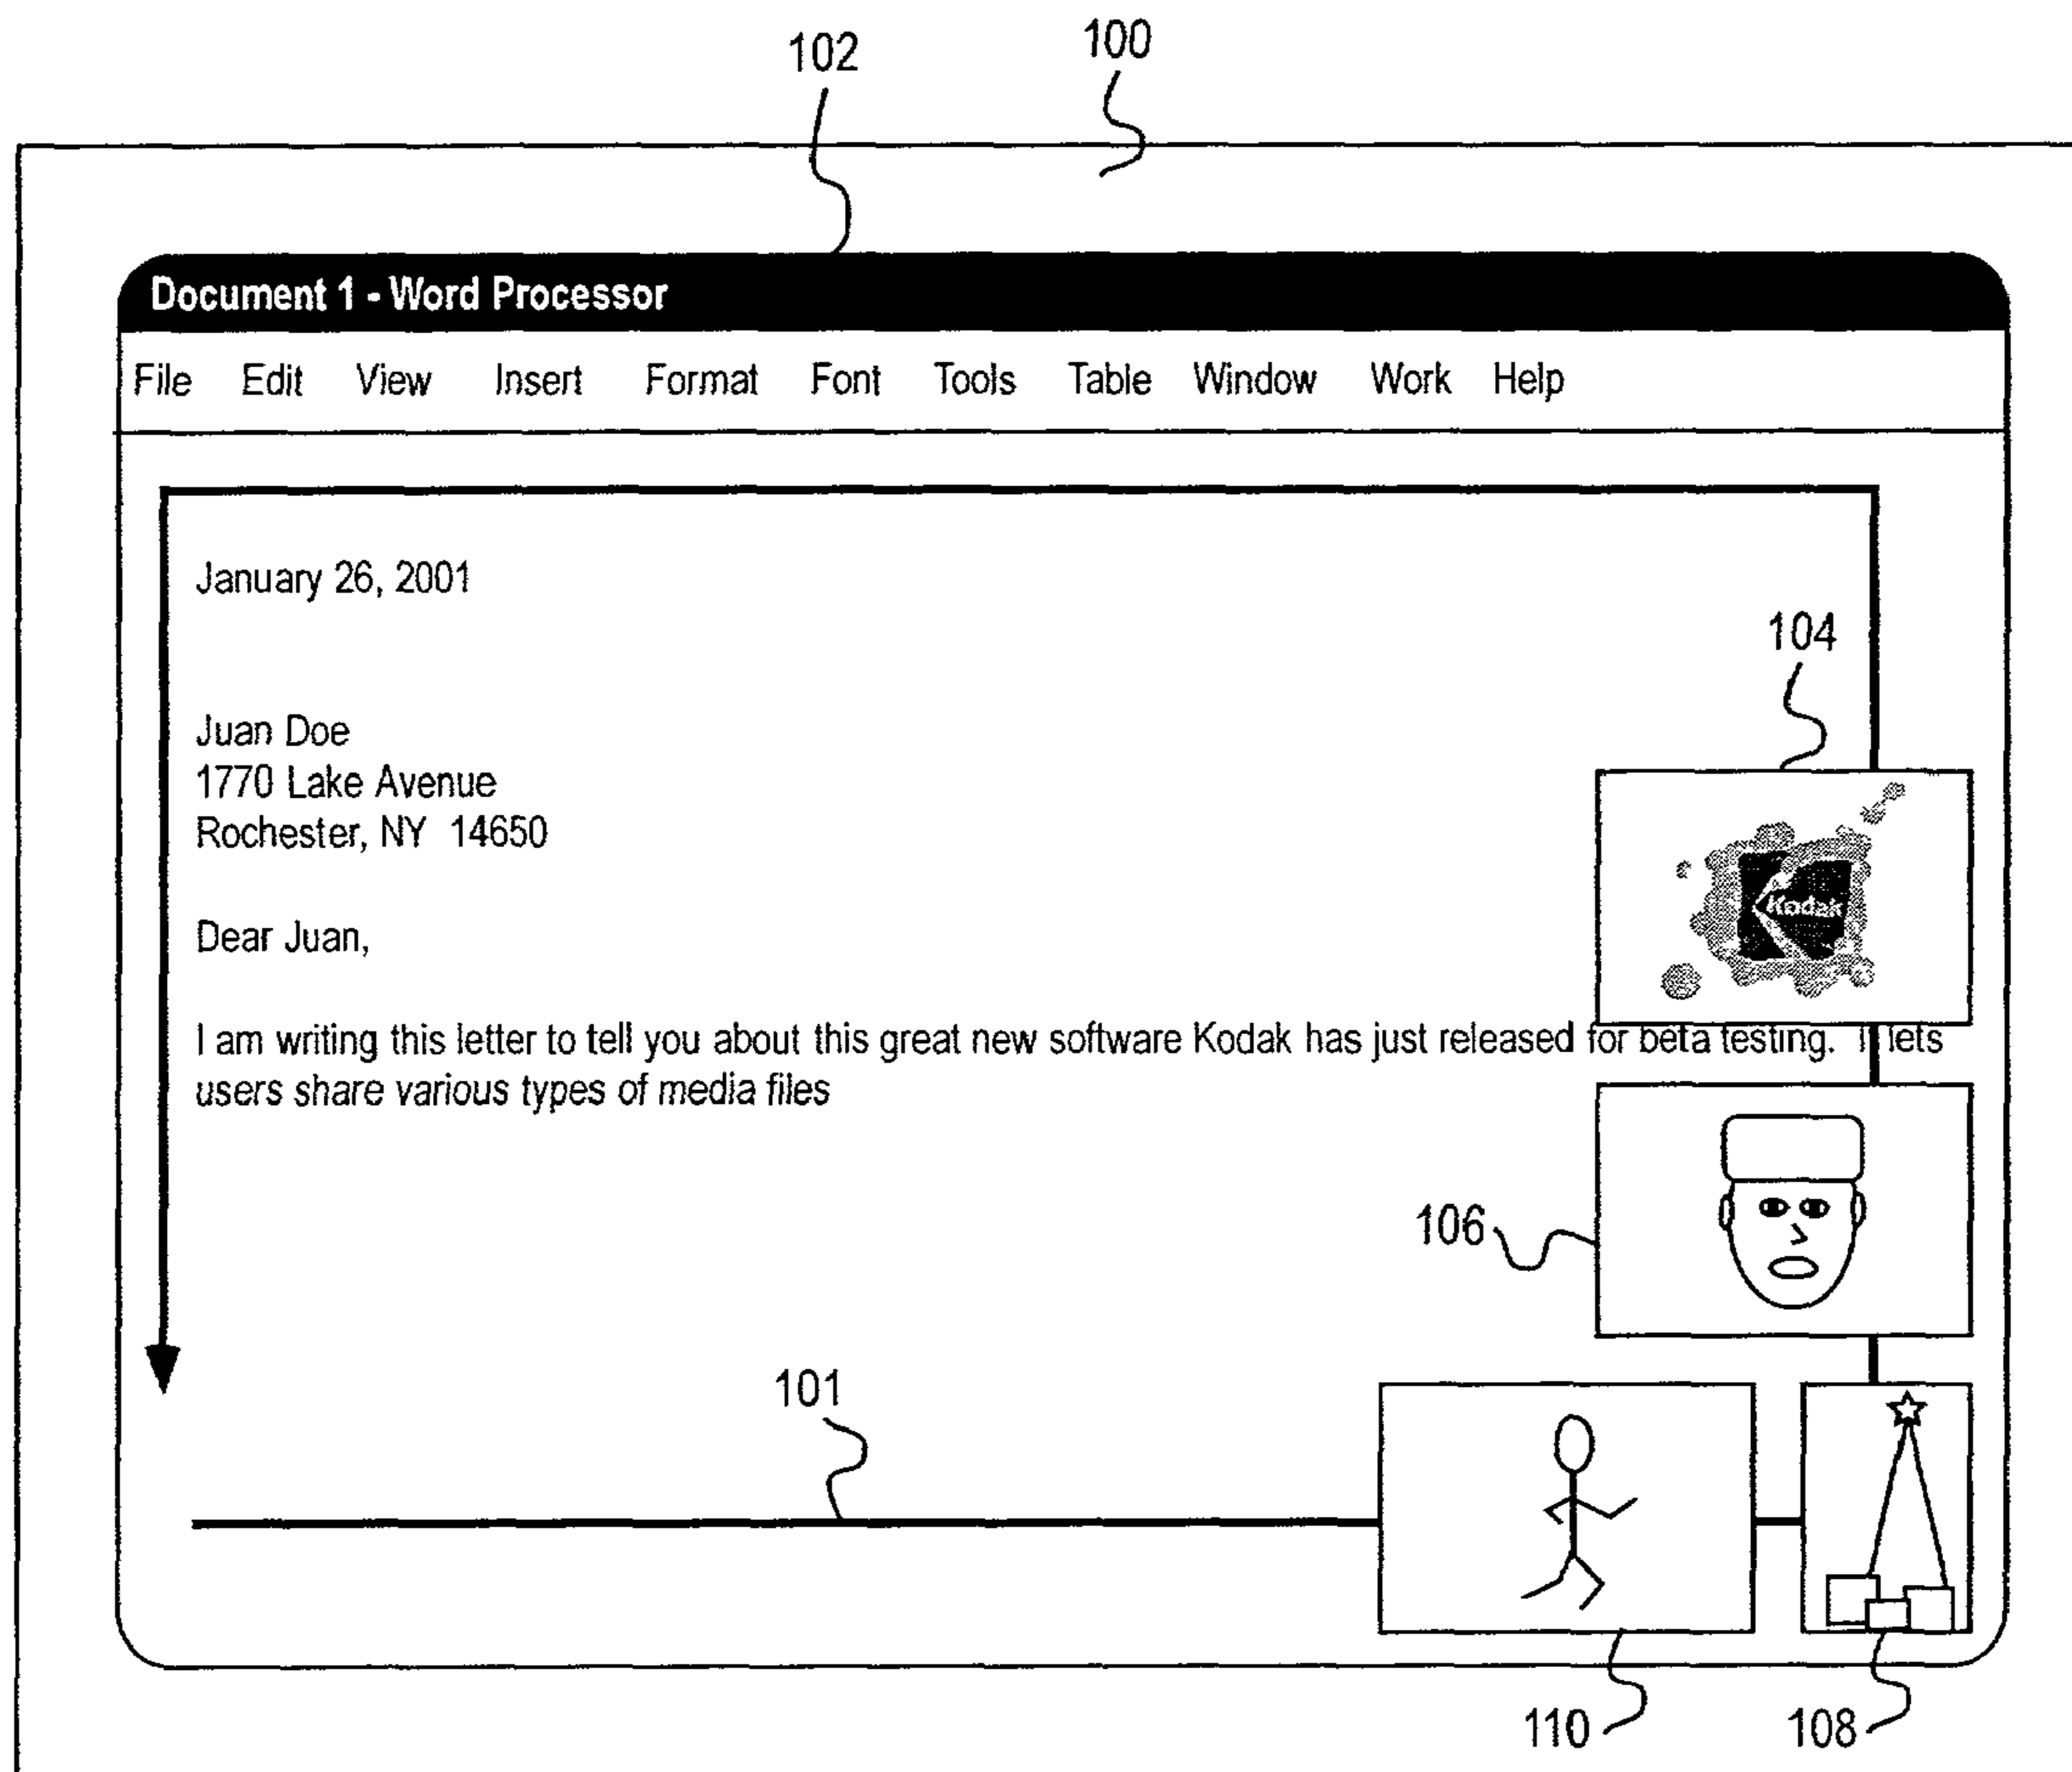 102
100
Document 1 - Word Processor
File Edit View Insert Format Font Tools Table Window Work Help
January 26, 2001
104
Juan Doe
1770 Lake Avenue
Rochester, NY 14650
Kodak
Dear Juan,
I am writing this letter to tell you about this great new software Kodak has just released for beta testing. It lets
users share various types of media files
106
101
110
108